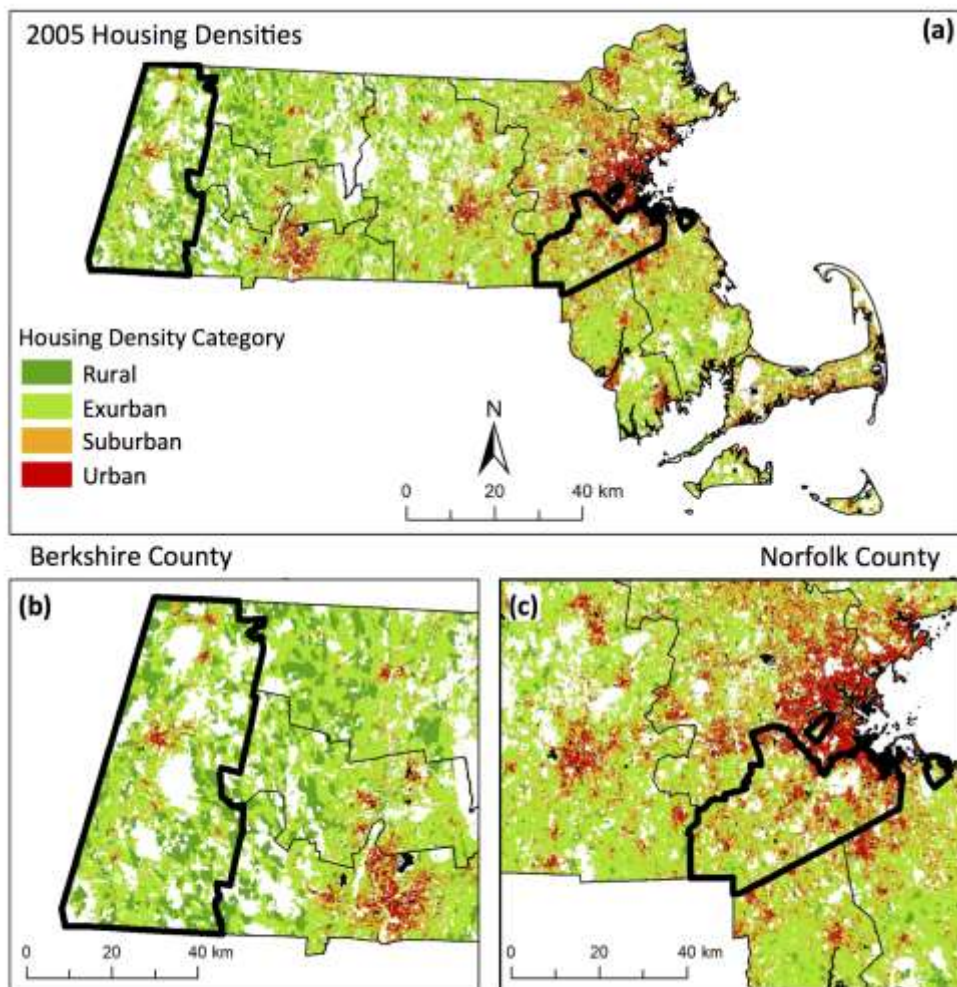 2005 Housing Densities
(a)
Housing Density Category
Rural
Exurban
Suburban
Urban
N
0 20 40 km
Berkshire County
Norfolk County
(b)
(c)
0 20 40 km
0 20 40 km